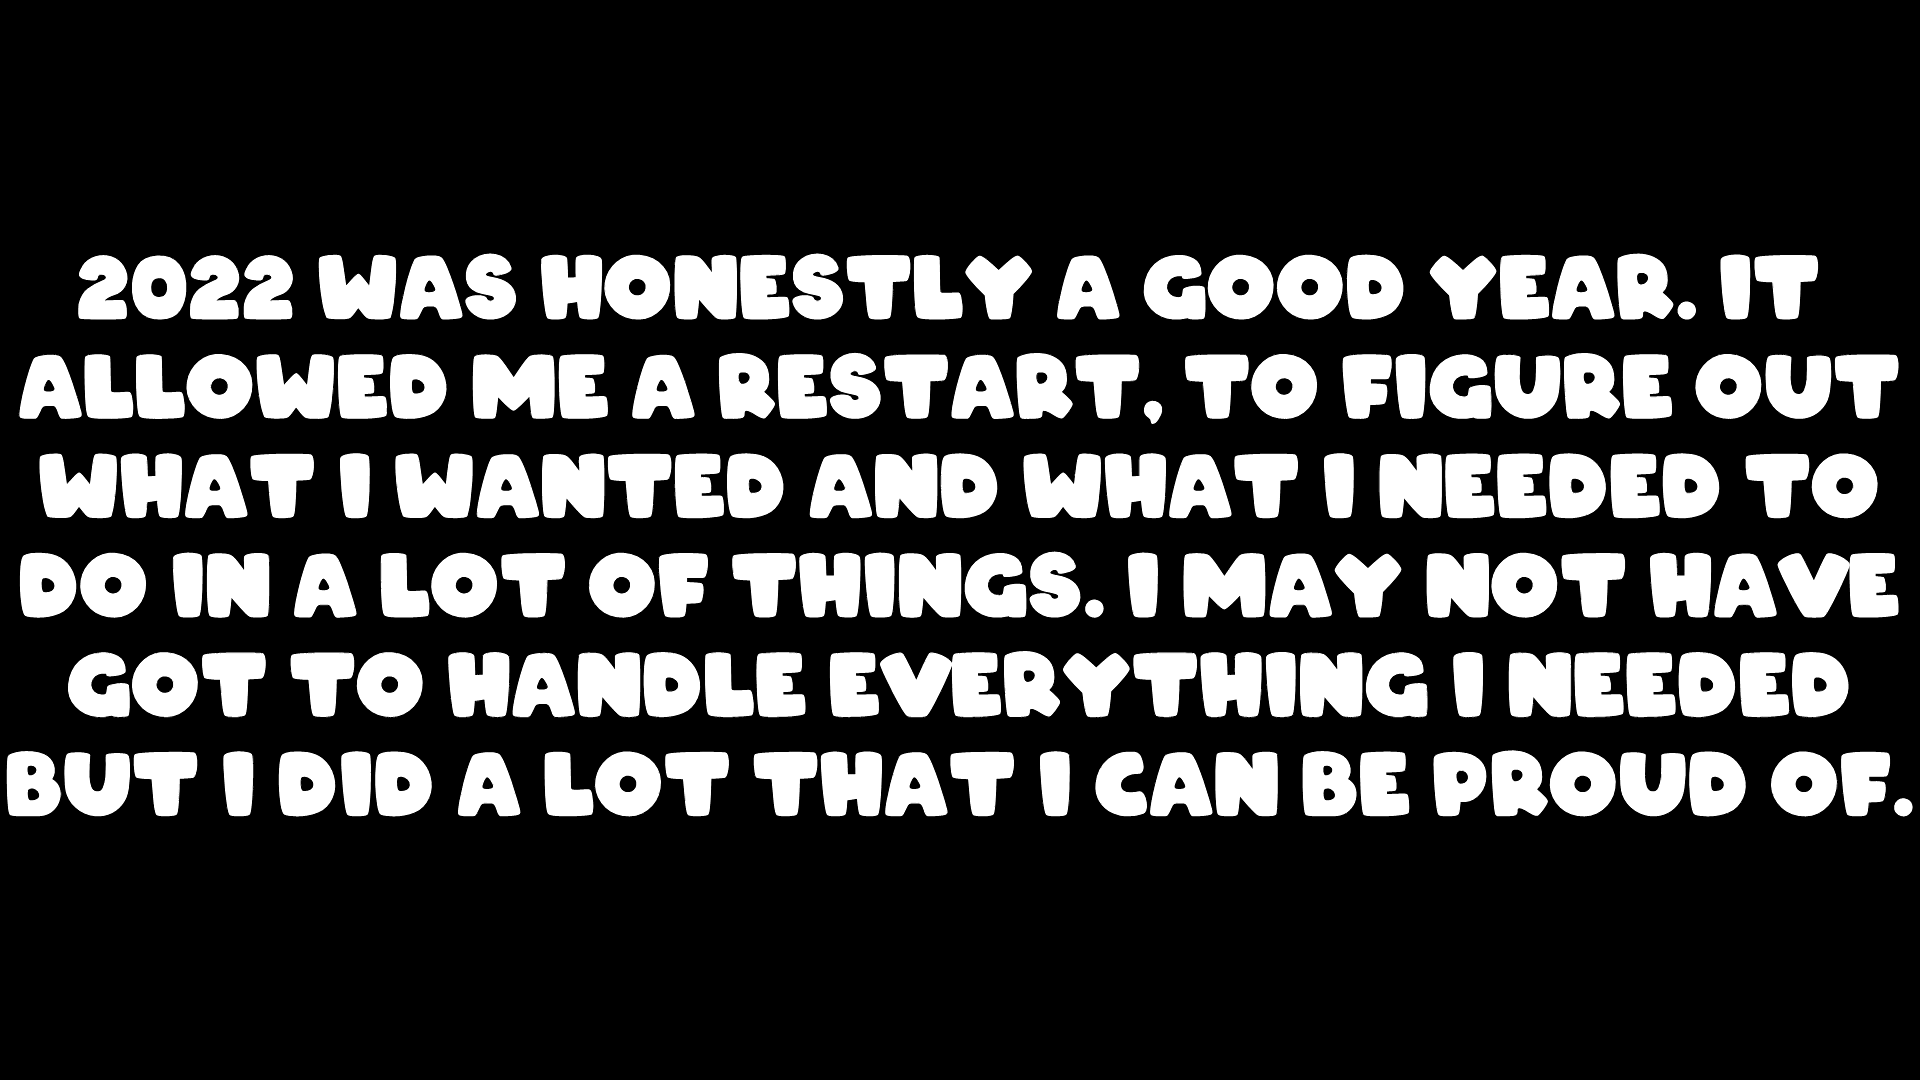 2022 WAS HONESTLY A GOOD YEAR. IT
ALLOWED ME A RESTART, TO FIGURE OUT
WHAT I WANTED AND WHAT I NEEDED TO
DO IN A LOT OF THINGS. I MAY NOT HAVE
GOT TO HANDLE EVERYTHING I NEEDED
BUT I DID A LOT THAT I CAN BE PROUD OF.